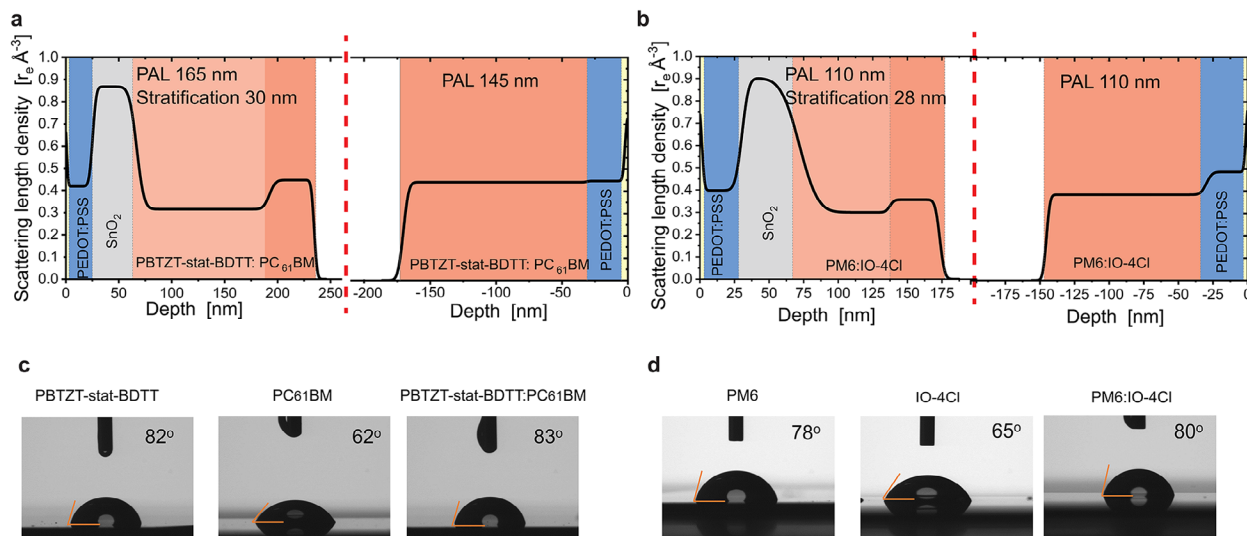 a
b
Scattering length density [rₑ Å⁻³]
1.0
0.9
0.8
0.7
0.6
0.5
0.4
0.3
0.2
0.1
0.0
PAL 165 nm
Stratification 30 nm
PAL 145 nm
PEDOT:PSS
SnO₂
PBTZT-stat-BDTT: PC₆₁BM
PBTZT-stat-BDTT: PC₆₁BM
PEDOT:PSS
0 50 100 150 200 250 -200 -150 -100 -50 0
Depth [nm]
Depth [nm]
Scattering length density [rₑ Å⁻³]
1.0
0.9
0.8
0.7
0.6
0.5
0.4
0.3
0.2
0.1
0.0
PAL 110 nm
Stratification 28 nm
PAL 110 nm
PEDOT:PSS
SnO₂
PM6:IO-4Cl
PM6:IO-4Cl
PEDOT:PSS
0 25 50 75 100 125 150 175 -175 -150 -125 -100 -75 -50 -25 0
Depth [nm]
Depth [nm]
c
d
PBTZT-stat-BDTT
PC61BM
PBTZT-stat-BDTT:PC61BM
PM6
IO-4Cl
PM6:IO-4Cl
82º
62º
83º
78º
65º
80º